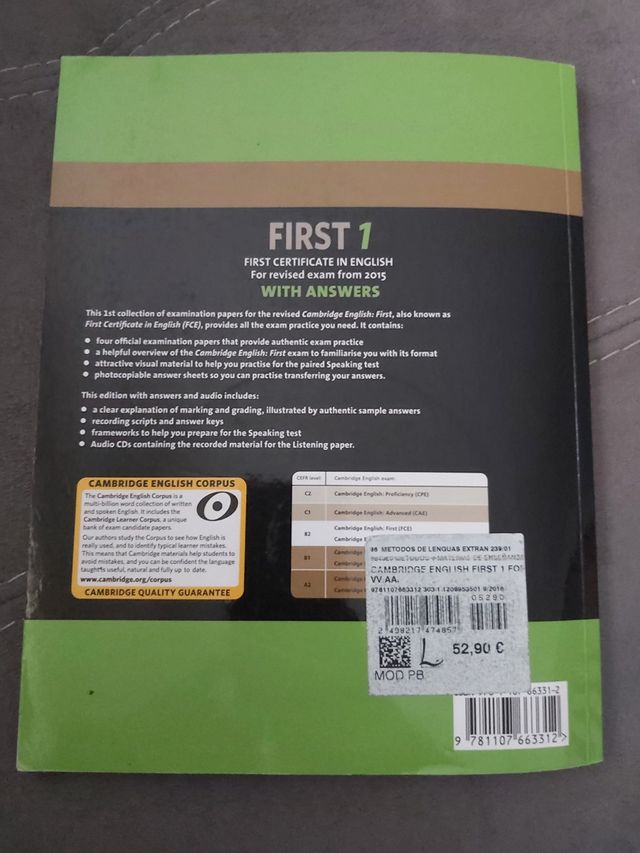 FIRST 1
FIRST CERTIFICATE IN ENGLISH
For revised exam from 2015
WITH ANSWERS
This 1st collection of examination papers for the revised Cambridge English: First, also known as
First Certificate in English (FCE), provides all the exam practice you need. It contains:
● four official examination papers that provide authentic exam practice
● a helpful overview of the Cambridge English: First exam to familiarise you with its format
● attractive visual material to help you practise for the paired Speaking test
● photocopiable answer sheets so you can practise transferring your answers.
This edition with answers and audio includes:
● a clear explanation of marking and grading, illustrated by authentic sample answers
● recording scripts and answer keys
● frameworks to help you prepare for the Speaking test
● Audio CDs containing the recorded material for the Listening paper.
CAMBRIDGE ENGLISH CORPUS
The Cambridge English Corpus is a
multi-billion word collection of written
and spoken English. It includes the
Cambridge Learner Corpus, a unique
bank of exam candidate papers.
Our authors study the Corpus to see how English is
really used, and to identify typical learner mistakes.
This means that Cambridge materials help students to
avoid mistakes, and you can be confident the language
taught is useful, natural and fully up to date.
www.cambridge.org/corpus
CAMBRIDGE QUALITY GUARANTEE
CEFR level: Cambridge English exam:
C2 Cambridge English: Proficiency (CPE)
C1 Cambridge English: Advanced (CAE)
Cambridge English: First (FCE)
B2 Cambridge E
B1 Cambridge
Cambridge
A2 Cambridge
METODOS DE LENGUAS EXTRAN 239/01
CAMBRIDGE ENGLISH FIRST 1 FO
VV.AA.
9781107663312
05290
52,90 €
MOD PB
66331-2
9 781107 663312 >